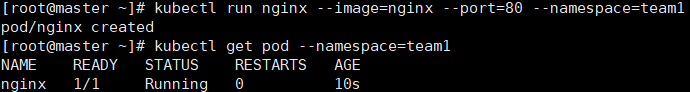 [root@master ~]# kubectl run nginx --image=nginx --port=80 --namespace=team1
pod/nginx created
[root@master ~]# kubectl get pod --namespace=team1
NAME    READY   STATUS    RESTARTS   AGE
nginx   1/1     Running   0          10s